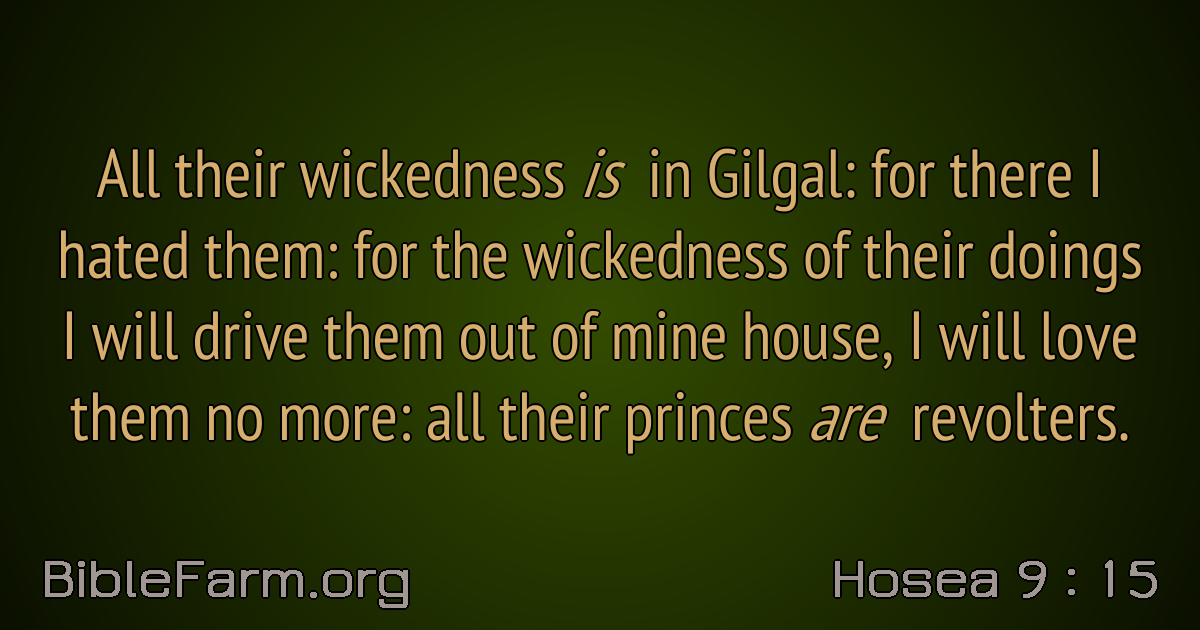 All their wickedness is in Gilgal: for there I
hated them: for the wickedness of their doings
I will drive them out of mine house, I will love
them no more: all their princes are revolters.
BibleFarm.org
Hosea 9 : 15